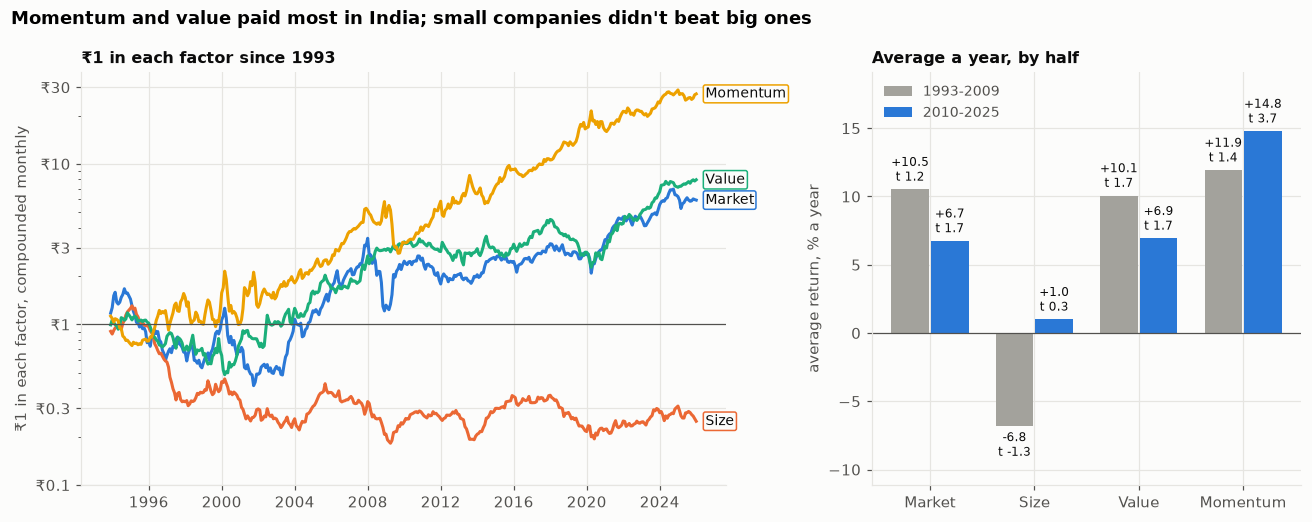 Momentum and value paid most in India; small companies didn't beat big ones
₹1 in each factor since 1993
₹1 in each factor, compounded monthly
₹30
₹10
₹3
₹1
₹0.3
₹0.1
Momentum
Value
Market
Size
1996
2000
2004
2008
2012
2016
2020
2024
Average a year, by half
average return, % a year
1993-2009
2010-2025
15
10
5
0
−5
−10
+10.5
t 1.2
+6.7
t 1.7
-6.8
t -1.3
+1.0
t 0.3
+10.1
t 1.7
+6.9
t 1.7
+11.9
t 1.4
+14.8
t 3.7
Market
Size
Value
Momentum